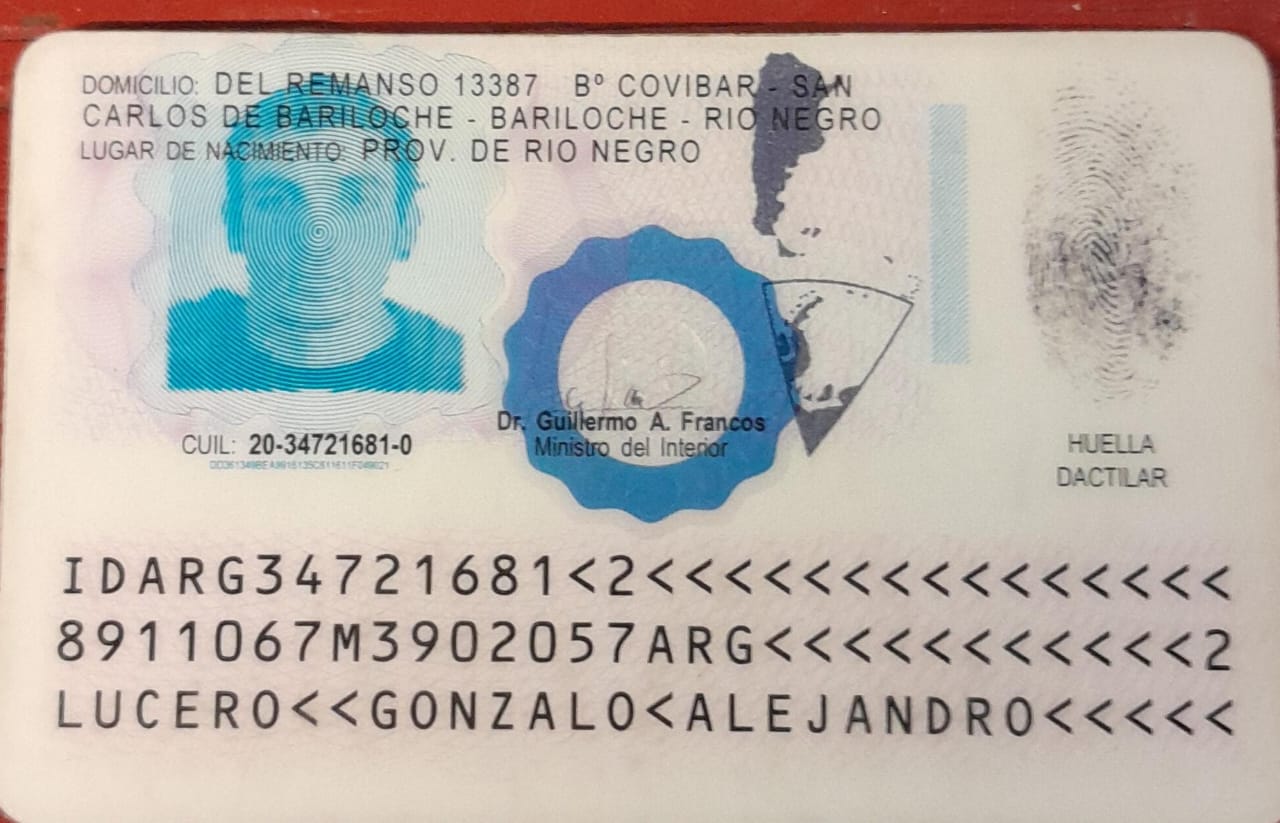 DOMICILIO: DEL REMANSO 13387 Bº COVIBAR - SAN
CARLOS DE BARILOCHE - BARILOCHE - RIO NEGRO
LUGAR DE NACIMIENTO: PROV. DE RIO NEGRO
CUIL: 20-34721681-0
Dr. Guillermo A. Francos
Ministro del Interior
HUELLA
DACTILAR
IDARG34721681<2<<<<<<<<<<<<<<<
8911067M3902057ARG<<<<<<<<<<<2
LUCERO<<GONZALO<ALEJANDRO<<<<<